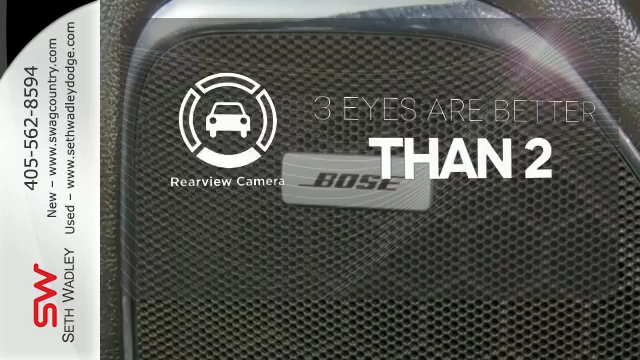 405-562-8594
New – www.swagcountry.com
Used – www.sethwadleydodge.com
SW
SETH WADLEY
Rearview Camera
3 EYES ARE BETTER
THAN 2
BOSE